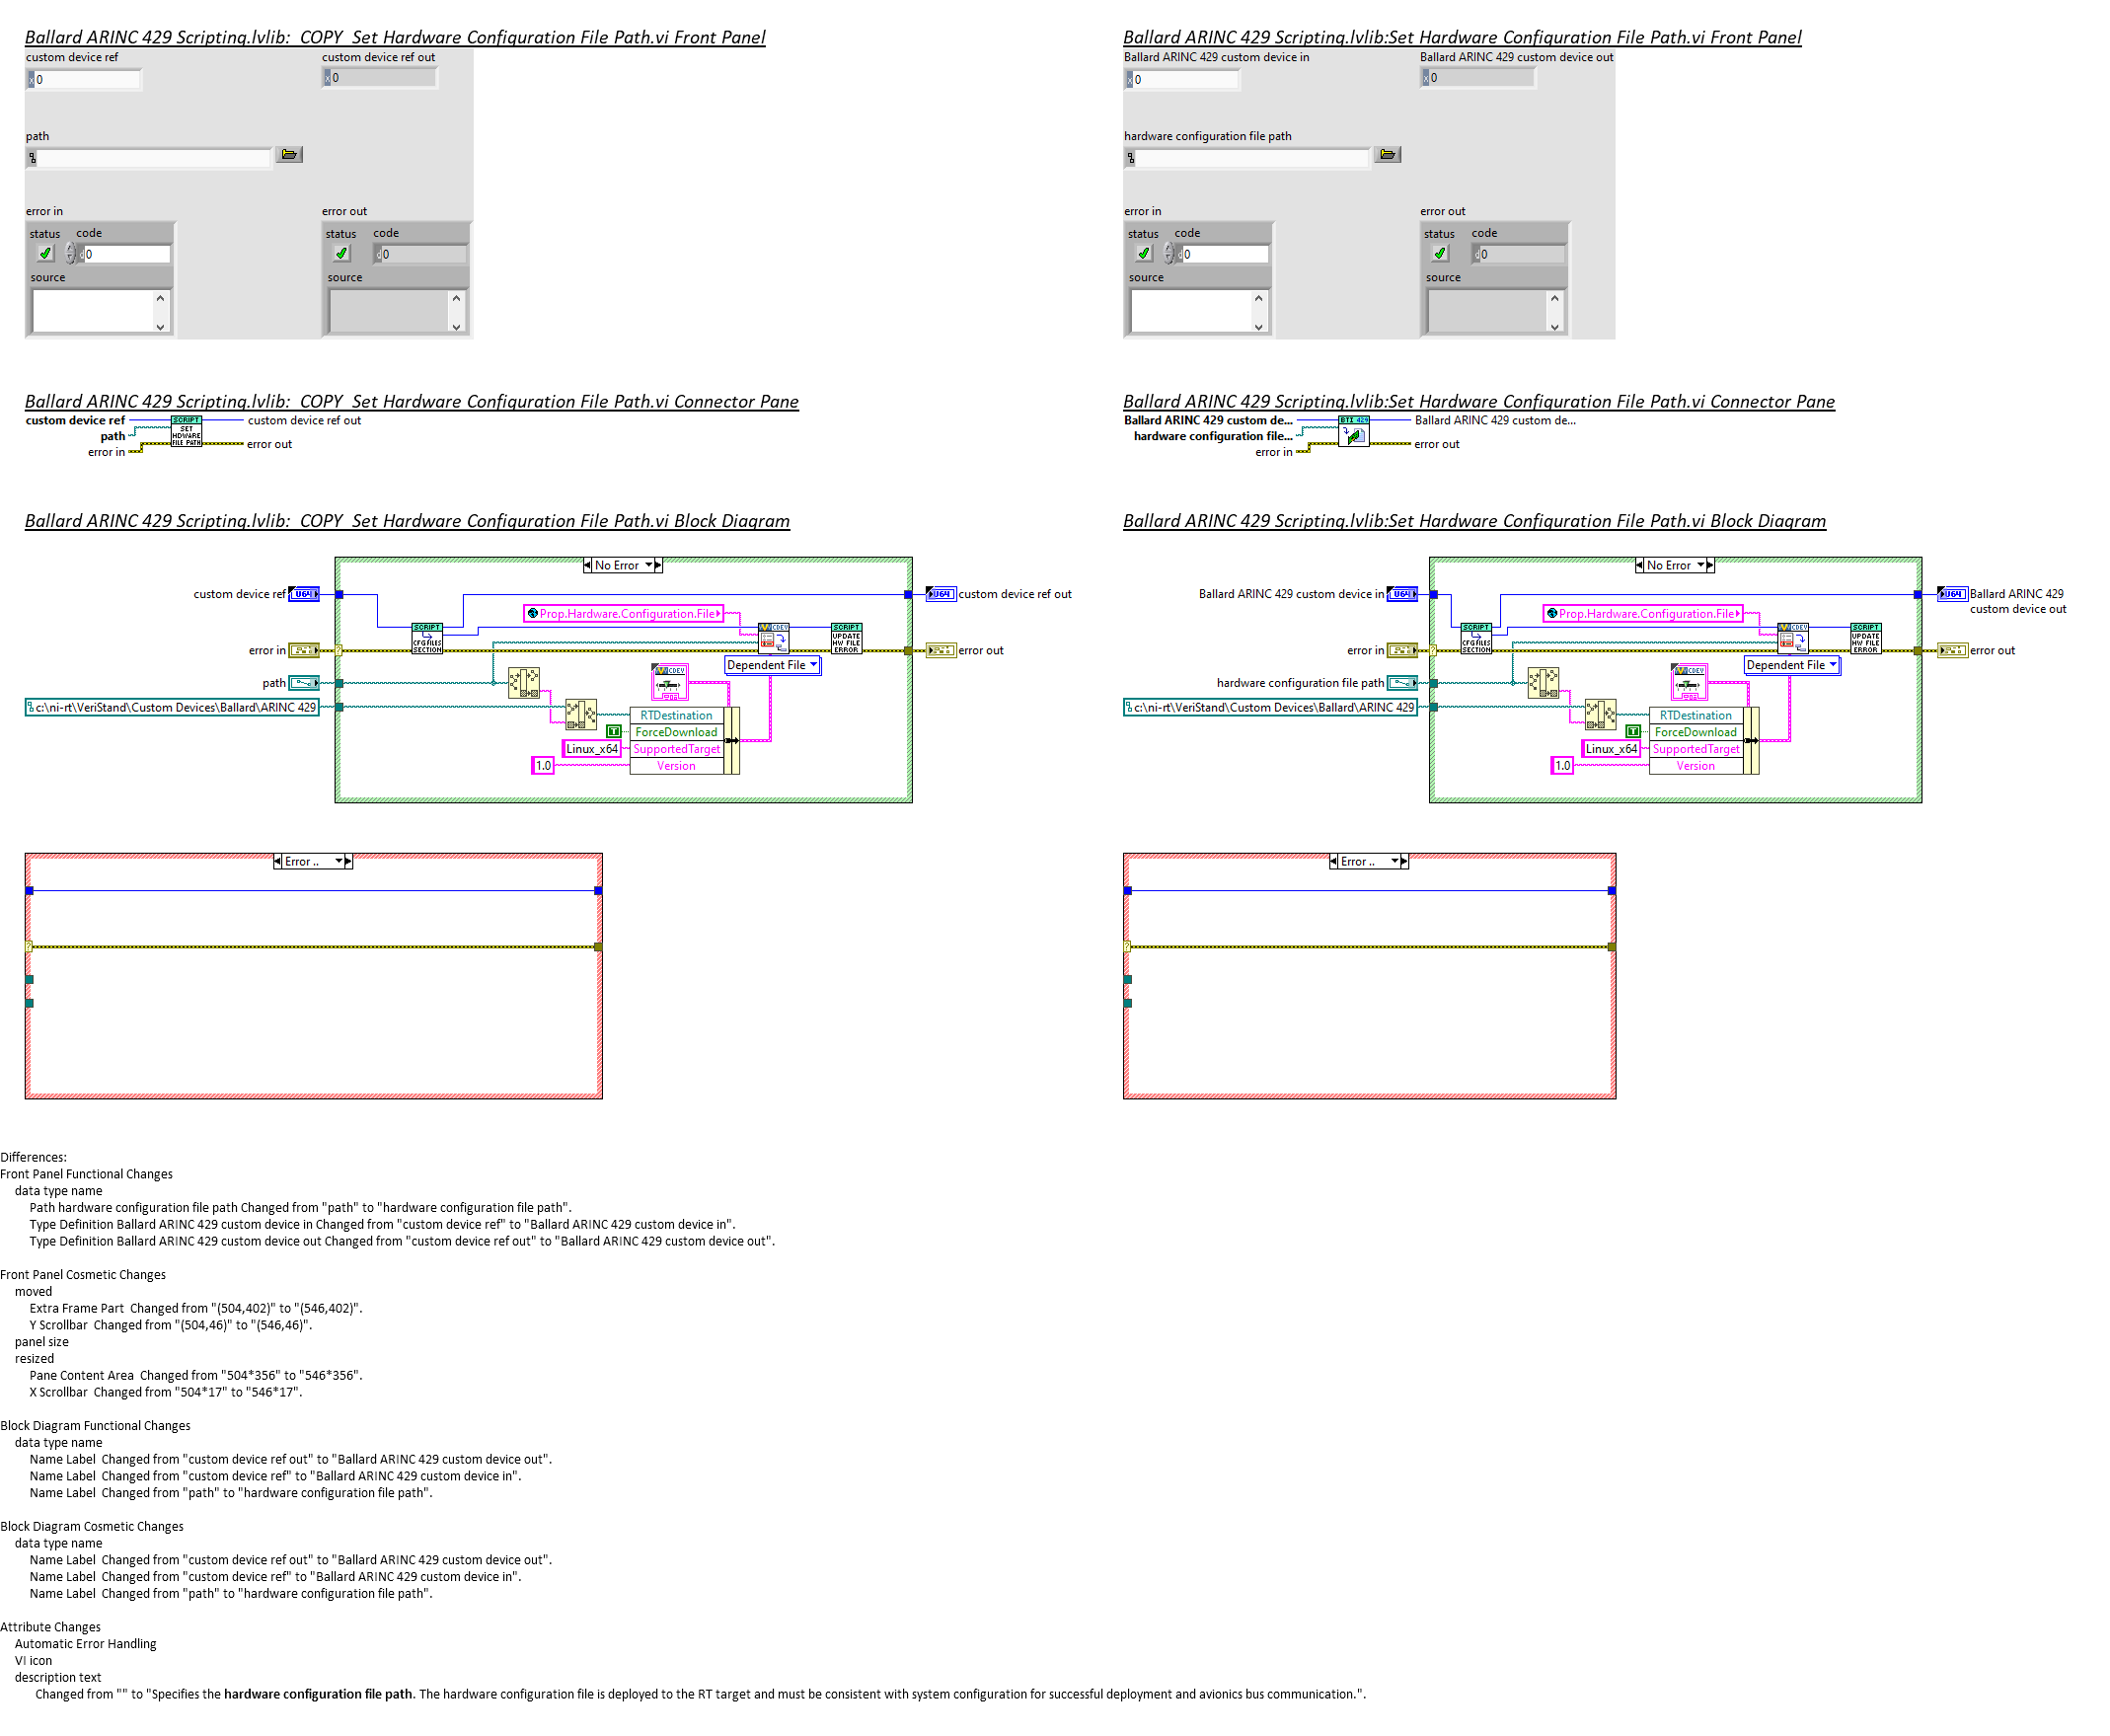 Ballard ARINC 429 Scripting.lvlib:_COPY_Set Hardware Configuration File Path.vi Front Panel
custom device ref
custom device ref out
x 0
x 0
path
error in
error out
status code
status code
d 0
d 0
source
source
Ballard ARINC 429 Scripting.lvlib:Set Hardware Configuration File Path.vi Front Panel
Ballard ARINC 429 custom device in
Ballard ARINC 429 custom device out
x 0
x 0
hardware configuration file path
error in
error out
status code
status code
d 0
d 0
source
source
Ballard ARINC 429 Scripting.lvlib:_COPY_Set Hardware Configuration File Path.vi Connector Pane
custom device ref
path
error in
SCRIPT
SET
HDWARE
FILE PATH
custom device ref out
error out
Ballard ARINC 429 Scripting.lvlib:Set Hardware Configuration File Path.vi Connector Pane
Ballard ARINC 429 custom de...
hardware configuration file...
error in
BTI 429
Ballard ARINC 429 custom de...
error out
Ballard ARINC 429 Scripting.lvlib:_COPY_Set Hardware Configuration File Path.vi Block Diagram
No Error
custom device ref
U64
U64
custom device ref out
Prop.Hardware.Configuration.File
SCRIPT
CFG FILES
SECTION
CDEV
SCRIPT
UPDATE
HW FILE
ERROR
error in
error out
Dependent File
path
CDEV
c:\ni-rt\VeriStand\Custom Devices\Ballard\ARINC 429
RTDestination
T
ForceDownload
Linux_x64
SupportedTarget
1.0
Version
Error ..
Ballard ARINC 429 Scripting.lvlib:Set Hardware Configuration File Path.vi Block Diagram
No Error
Ballard ARINC 429 custom device in
U64
U64
Ballard ARINC 429
custom device out
Prop.Hardware.Configuration.File
SCRIPT
CFG FILES
SECTION
CDEV
SCRIPT
UPDATE
HW FILE
ERROR
error in
error out
Dependent File
hardware configuration file path
CDEV
c:\ni-rt\VeriStand\Custom Devices\Ballard\ARINC 429
RTDestination
T
ForceDownload
Linux_x64
SupportedTarget
1.0
Version
Error ..
Differences:
Front Panel Functional Changes
data type name
Path hardware configuration file path Changed from "path" to "hardware configuration file path".
Type Definition Ballard ARINC 429 custom device in Changed from "custom device ref" to "Ballard ARINC 429 custom device in".
Type Definition Ballard ARINC 429 custom device out Changed from "custom device ref out" to "Ballard ARINC 429 custom device out".
Front Panel Cosmetic Changes
moved
Extra Frame Part  Changed from "(504,402)" to "(546,402)".
Y Scrollbar  Changed from "(504,46)" to "(546,46)".
panel size
resized
Pane Content Area  Changed from "504*356" to "546*356".
X Scrollbar  Changed from "504*17" to "546*17".
Block Diagram Functional Changes
data type name
Name Label  Changed from "custom device ref out" to "Ballard ARINC 429 custom device out".
Name Label  Changed from "custom device ref" to "Ballard ARINC 429 custom device in".
Name Label  Changed from "path" to "hardware configuration file path".
Block Diagram Cosmetic Changes
data type name
Name Label  Changed from "custom device ref out" to "Ballard ARINC 429 custom device out".
Name Label  Changed from "custom device ref" to "Ballard ARINC 429 custom device in".
Name Label  Changed from "path" to "hardware configuration file path".
Attribute Changes
Automatic Error Handling
VI icon
description text
Changed from "" to "Specifies the hardware configuration file path. The hardware configuration file is deployed to the RT target and must be consistent with system configuration for successful deployment and avionics bus communication.".